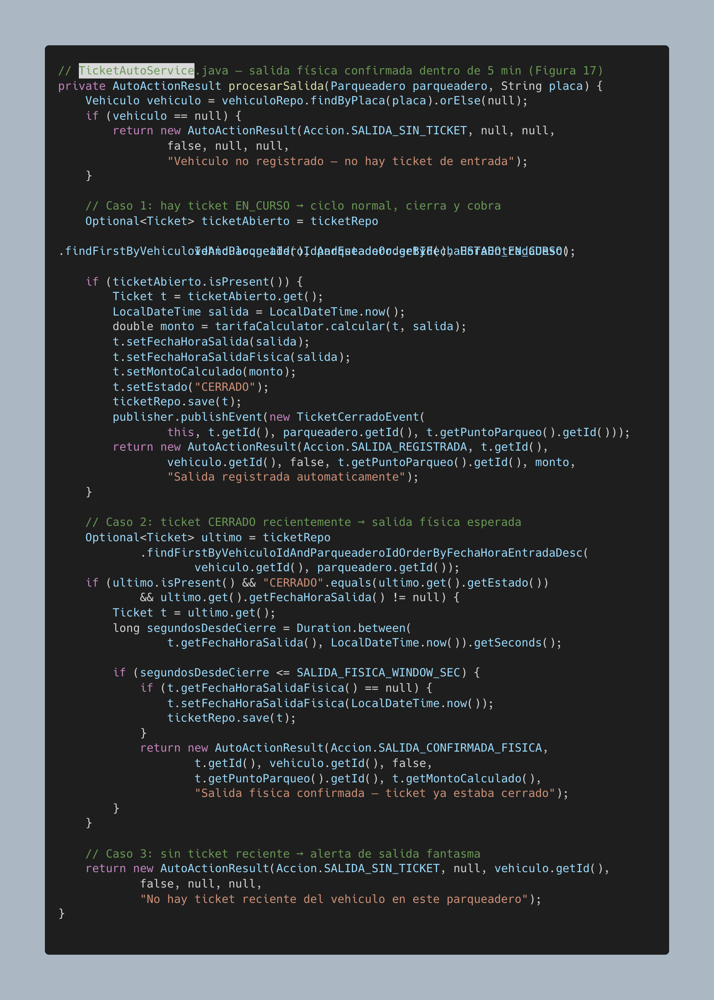 // TicketAutoService.java — salida física confirmada dentro de 5 min (Figura 17)
private AutoActionResult procesarSalida(Parqueadero parqueadero, String placa) {
    Vehiculo vehiculo = vehiculoRepo.findByPlaca(placa).orElse(null);
    if (vehiculo == null) {
        return new AutoActionResult(Accion.SALIDA_SIN_TICKET, null, null,
                false, null, null,
                "Vehiculo no registrado — no hay ticket de entrada");
    }

    // Caso 1: hay ticket EN_CURSO → ciclo normal, cierra y cobra
    Optional<Ticket> ticketAbierto = ticketRepo

.findFirstByVehiculo

    if (ticketAbierto.isPresent()) {
        Ticket t = ticketAbierto.get();
        LocalDateTime salida = LocalDateTime.now();
        double monto = tarifaCalculator.calcular(t, salida);
        t.setFechaHoraSalida(salida);
        t.setFechaHoraSalidaFisica(salida);
        t.setMontoCalculado(monto);
        t.setEstado("CERRADO");
        ticketRepo.save(t);
        publisher.publishEvent(new TicketCerradoEvent(
                this, t.getId(), parqueadero.getId(), t.getPuntoParqueo().getId()));
        return new AutoActionResult(Accion.SALIDA_REGISTRADA, t.getId(),
                vehiculo.getId(), false, t.getPuntoParqueo().getId(), monto,
                "Salida registrada automaticamente");
    }

    // Caso 2: ticket CERRADO recientemente → salida física esperada
    Optional<Ticket> ultimo = ticketRepo
            .findFirstByVehiculoIdAndParqueaderoIdOrderByFechaHoraEntradaDesc(
                    vehiculo.getId(), parqueadero.getId());
    if (ultimo.isPresent() && "CERRADO".equals(ultimo.get().getEstado())
            && ultimo.get().getFechaHoraSalida() != null) {
        Ticket t = ultimo.get();
        long segundosDesdeCierre = Duration.between(
                t.getFechaHoraSalida(), LocalDateTime.now()).getSeconds();

        if (segundosDesdeCierre <= SALIDA_FISICA_WINDOW_SEC) {
            if (t.getFechaHoraSalidaFisica() == null) {
                t.setFechaHoraSalidaFisica(LocalDateTime.now());
                ticketRepo.save(t);
            }
            return new AutoActionResult(Accion.SALIDA_CONFIRMADA_FISICA,
                    t.getId(), vehiculo.getId(), false,
                    t.getPuntoParqueo().getId(), t.getMontoCalculado(),
                    "Salida fisica confirmada — ticket ya estaba cerrado");
        }
    }

    // Caso 3: sin ticket reciente → alerta de salida fantasma
    return new AutoActionResult(Accion.SALIDA_SIN_TICKET, null, vehiculo.getId(),
            false, null, null,
            "No hay ticket reciente del vehiculo en este parqueadero");
}